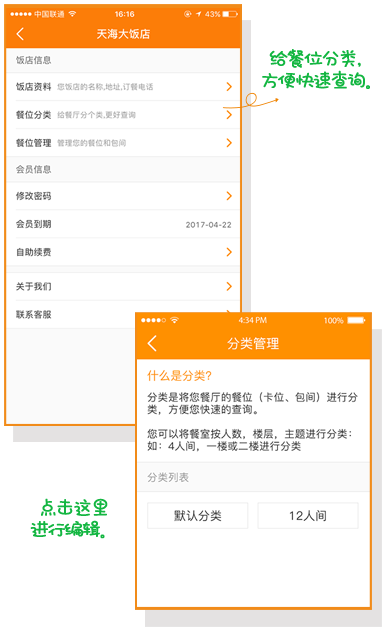 中国联通 16:16 43%
天海大饭店
饭店信息
饭店资料 您饭店的名称,地址,订餐电话
餐位分类 给餐厅分个类,更好查询
餐位管理 管理您的餐位和包间
会员信息
修改密码
会员到期 2017-04-22
自助续费
关于我们
联系客服
给餐位分类,
方便快速查询。
4:34 PM 100%
分类管理
什么是分类?
分类是将您餐厅的餐位（卡位、包间）进行分
类，方便您快速的查询。
您可以将餐室按人数，楼层，主题进行分类：
如：4人间，一楼或二楼进行分类
分类列表
默认分类 12人间
点击这里
进行编辑。